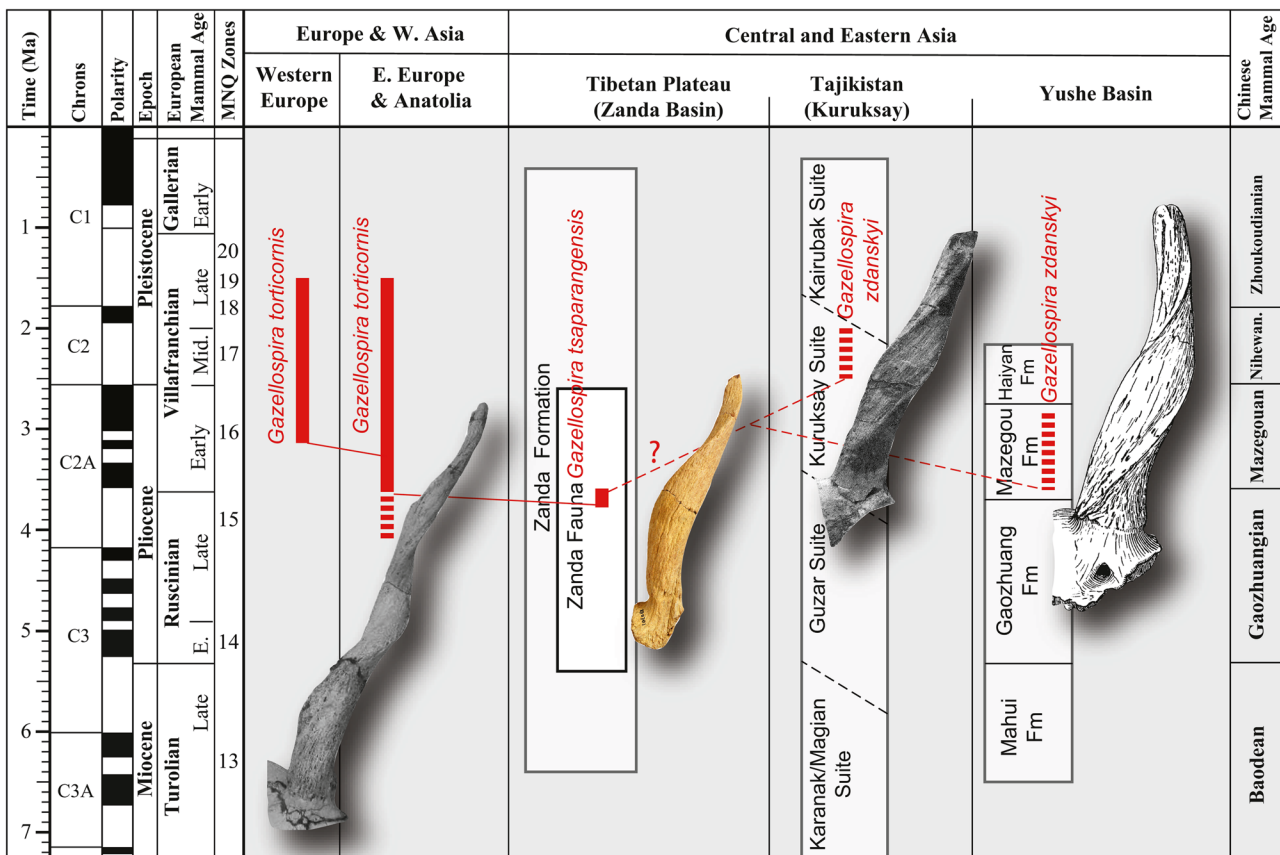 Time (Ma)
Chrons
Polarity
Epoch
European
Mammal Age
MNQ Zones
Europe & W. Asia
Western
Europe
E. Europe
& Anatolia
Central and Eastern Asia
Tibetan Plateau
(Zanda Basin)
Tajikistan
(Kuruksay)
Yushe Basin
Chinese
Mammal Age
1
2
3
4
5
6
7
C1
C2
C2A
C3
C3A
Pleistocene
Pliocene
Miocene
Gallerian
Early
Villafranchian
Late
Mid.
Early
Ruscinian
Late
E.
Turolian
Late
20
19
18
17
16
15
14
13
Gazellospira torticornis
Gazellospira torticornis
Zanda Formation
Zanda Fauna
Gazellospira tsaparangensis
?
Kairubak Suite
Kuruksay Suite
Guzar Suite
Karanak/Magian
Suite
Gazellospira
zdanskyi
Haiyan
Fm
Mazegou
Fm
Gaozhuang
Fm
Mahui
Fm
Gazellospira zdanskyi
Zhoukoudianian
Nihewan.
Mazegouan
Gaozhuangian
Baodean